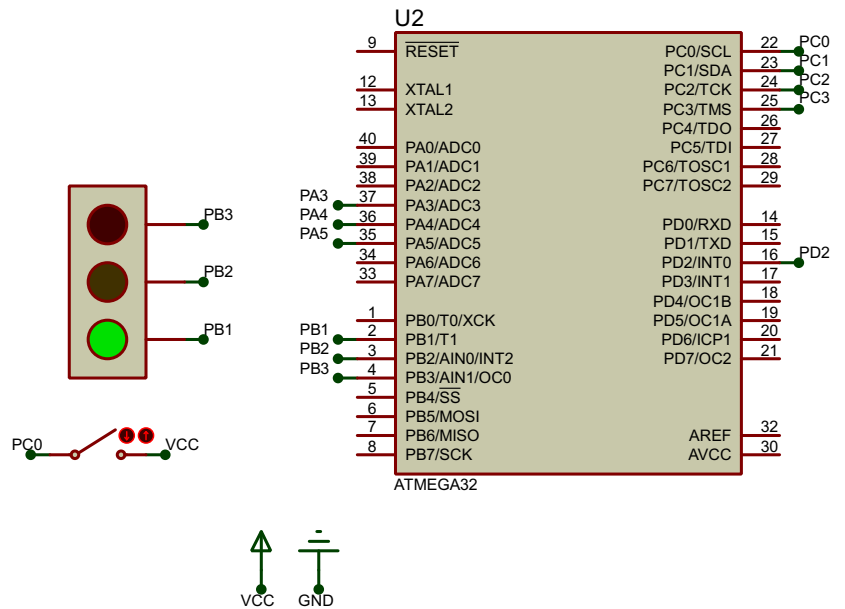 U2
9 RESET
12 XTAL1
13 XTAL2
40 PA0/ADC0
39 PA1/ADC1
38 PA2/ADC2
PA3 37 PA3/ADC3
PA4 36 PA4/ADC4
PA5 35 PA5/ADC5
34 PA6/ADC6
33 PA7/ADC7
1 PB0/T0/XCK
PB1 2 PB1/T1
PB2 3 PB2/AIN0/INT2
PB3 4 PB3/AIN1/OC0
5 PB4/SS
6 PB5/MOSI
7 PB6/MISO
8 PB7/SCK
PC0/SCL 22 PC0
PC1/SDA 23 PC1
PC2/TCK 24 PC2
PC3/TMS 25 PC3
PC4/TDO 26
PC5/TDI 27
PC6/TOSC1 28
PC7/TOSC2 29
PD0/RXD 14
PD1/TXD 15
PD2/INT0 16 PD2
PD3/INT1 17
PD4/OC1B 18
PD5/OC1A 19
PD6/ICP1 20
PD7/OC2 21
AREF 32
AVCC 30
ATMEGA32
PB3
PB2
PB1
PC0 VCC
VCC GND